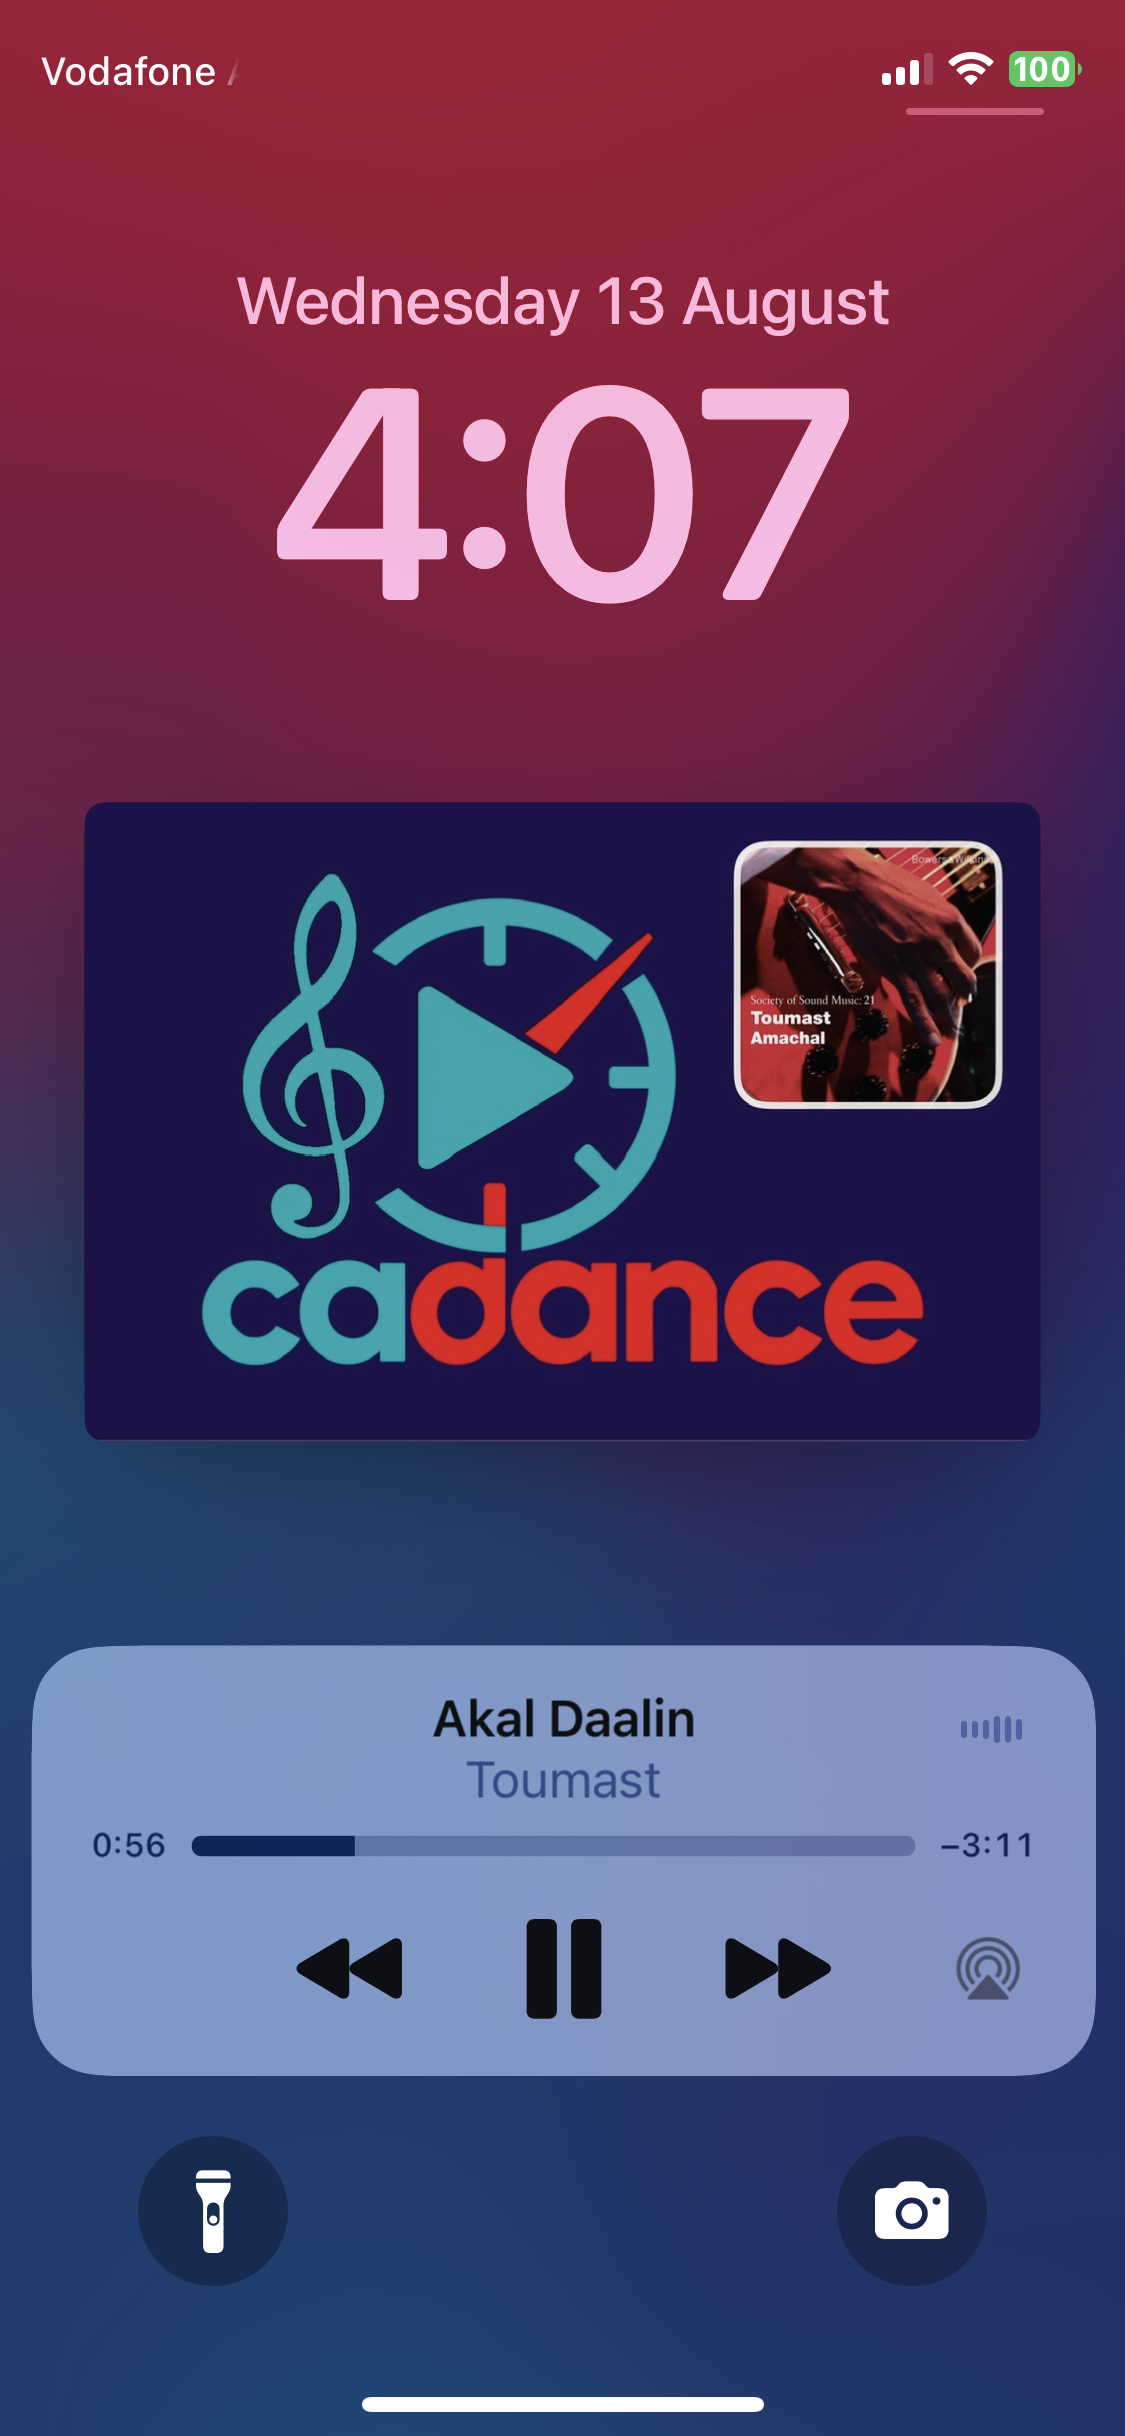 Vodafone
100
Wednesday 13 August
4:07
Bowers&Wilkins
Society of Sound Music: 21
Toumast
Amachal
cadance
Akal Daalin
Toumast
0:56
–3:11